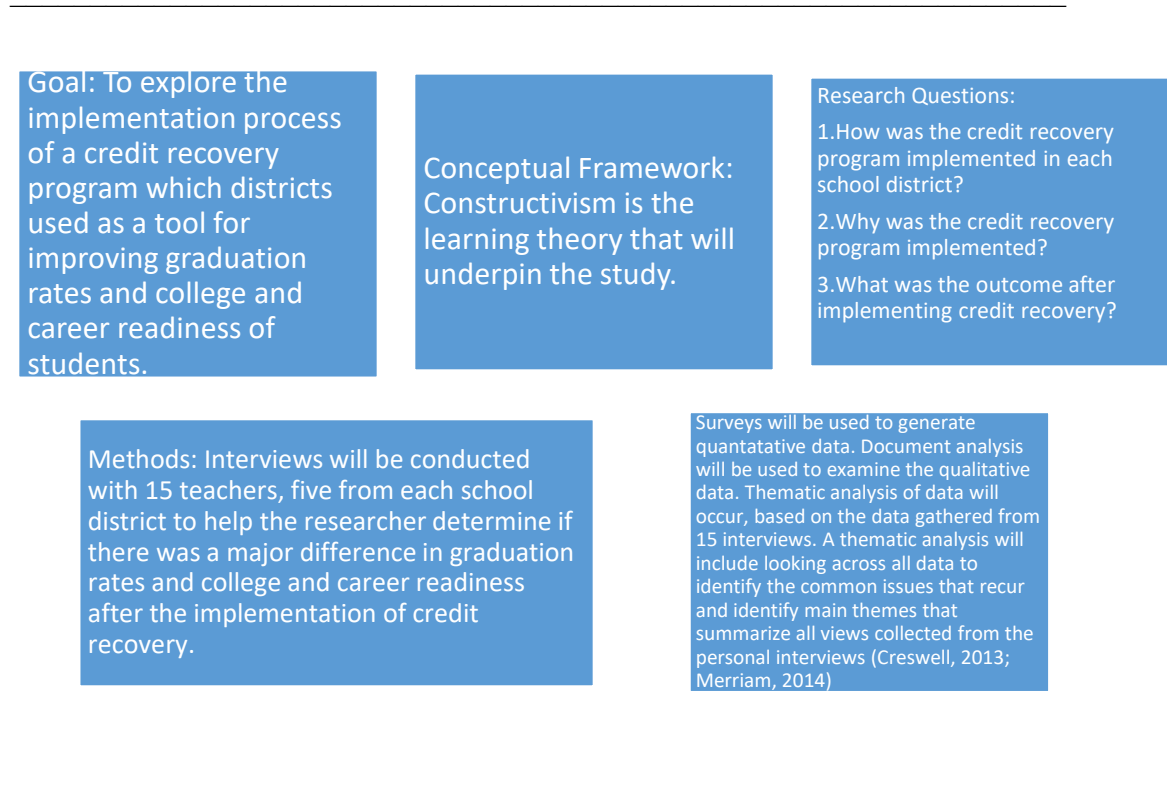 Goal: To explore the
implementation process
of a credit recovery
program which districts
used as a tool for
improving graduation
rates and college and
career readiness of
students.
Conceptual Framework:
Constructivism is the
learning theory that will
underpin the study.
Research Questions:
1.How was the credit recovery
program implemented in each
school district?
2.Why was the credit recovery
program implemented?
3.What was the outcome after
implementing credit recovery?
Methods: Interviews will be conducted
with 15 teachers, five from each school
district to help the researcher determine if
there was a major difference in graduation
rates and college and career readiness
after the implementation of credit
recovery.
Surveys will be used to generate
quantatative data. Document analysis
will be used to examine the qualitative
data. Thematic analysis of data will
occur, based on the data gathered from
15 interviews. A thematic analysis will
include looking across all data to
identify the common issues that recur
and identify main themes that
summarize all views collected from the
personal interviews (Creswell, 2013;
Merriam, 2014)